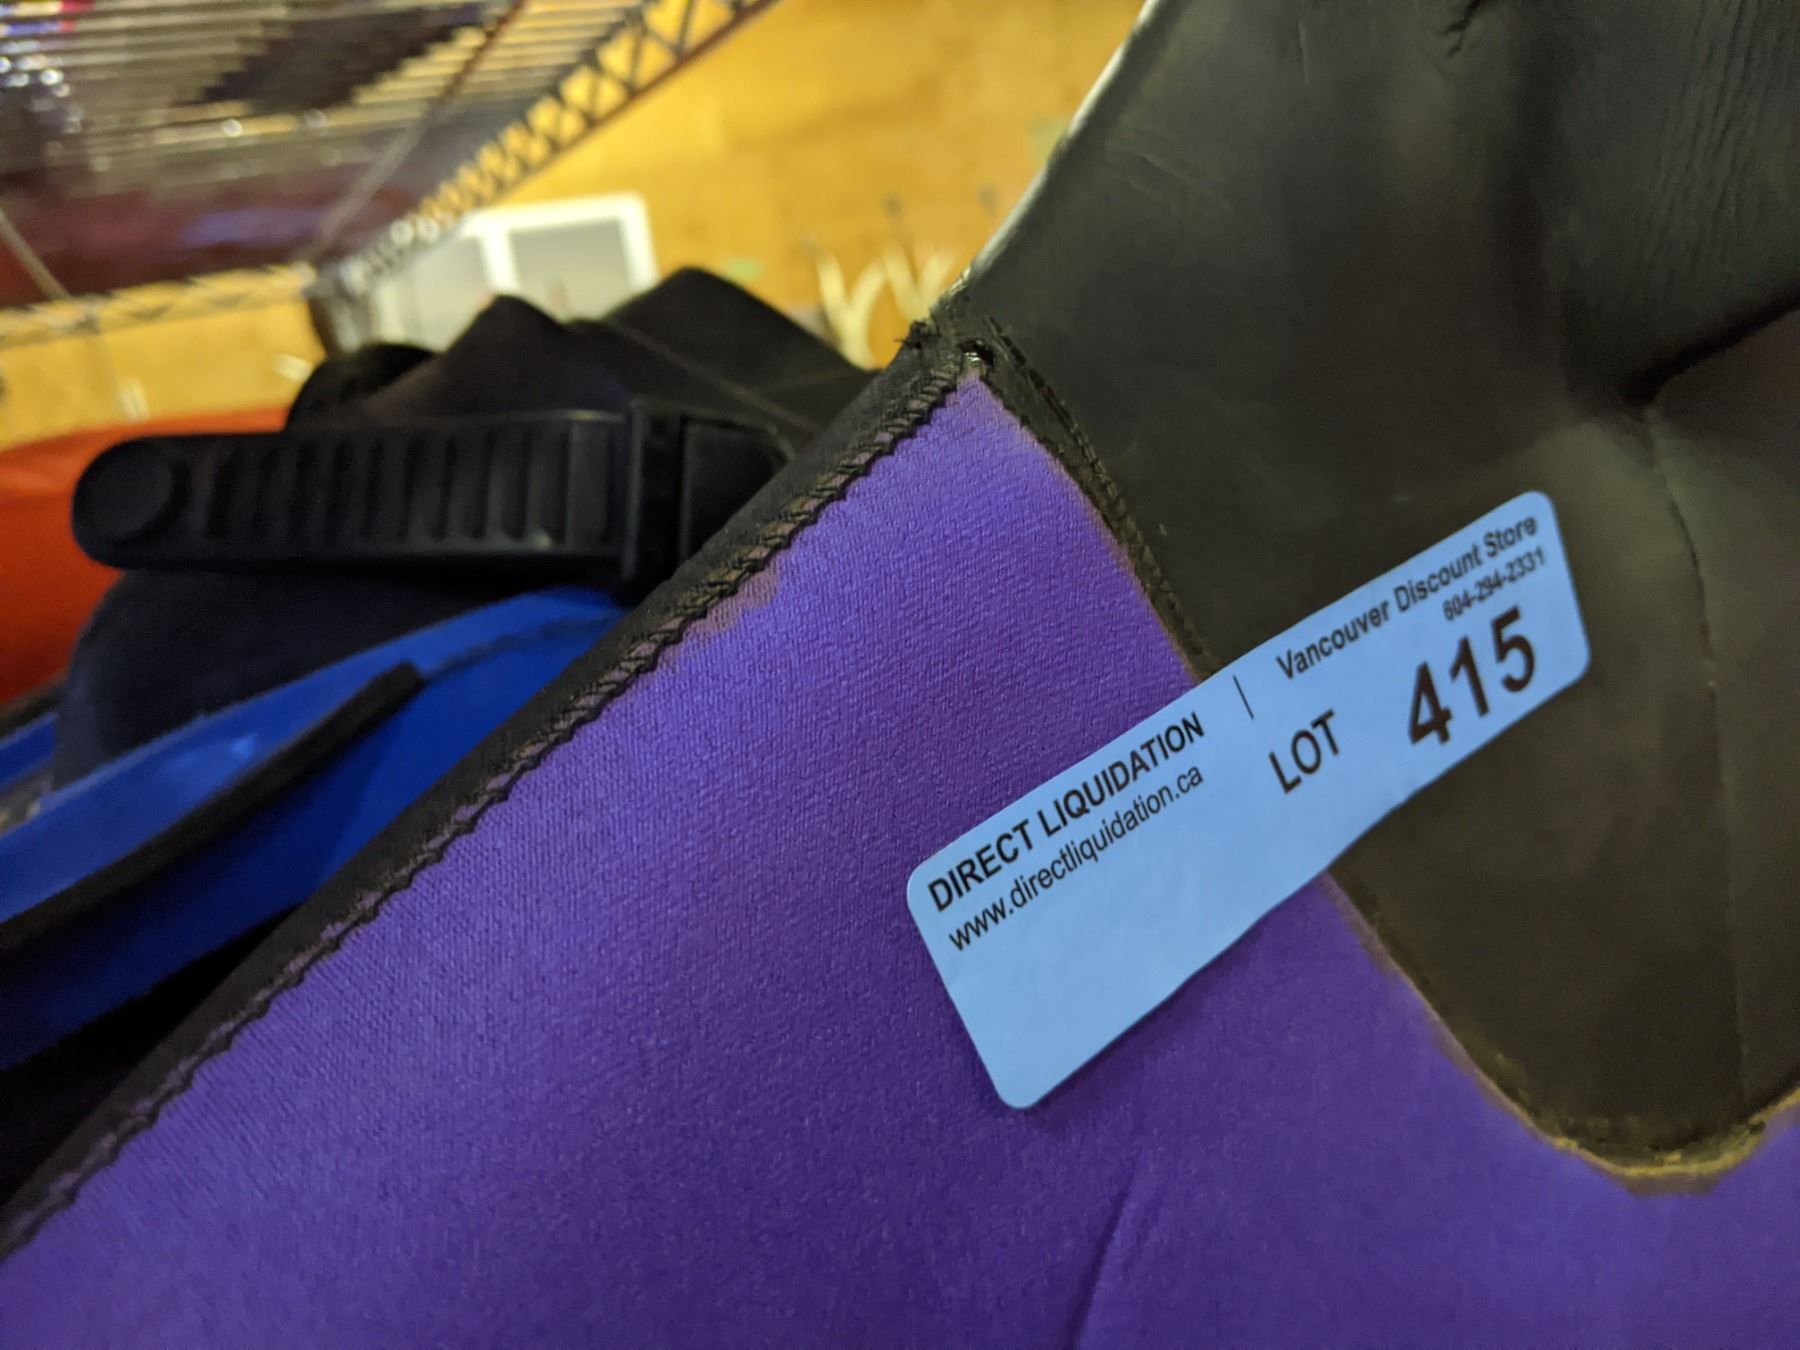 DIRECT LIQUIDATION | Vancouver Discount Store
www.directliquidation.ca 604-294-2331
LOT 415